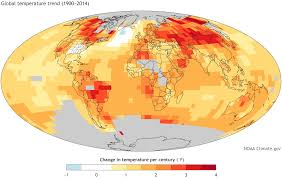 Global temperature trend (1900-2014)
NOAA Climate.gov
Change in temperature per century (°F)
-1 0 1 2 3 4